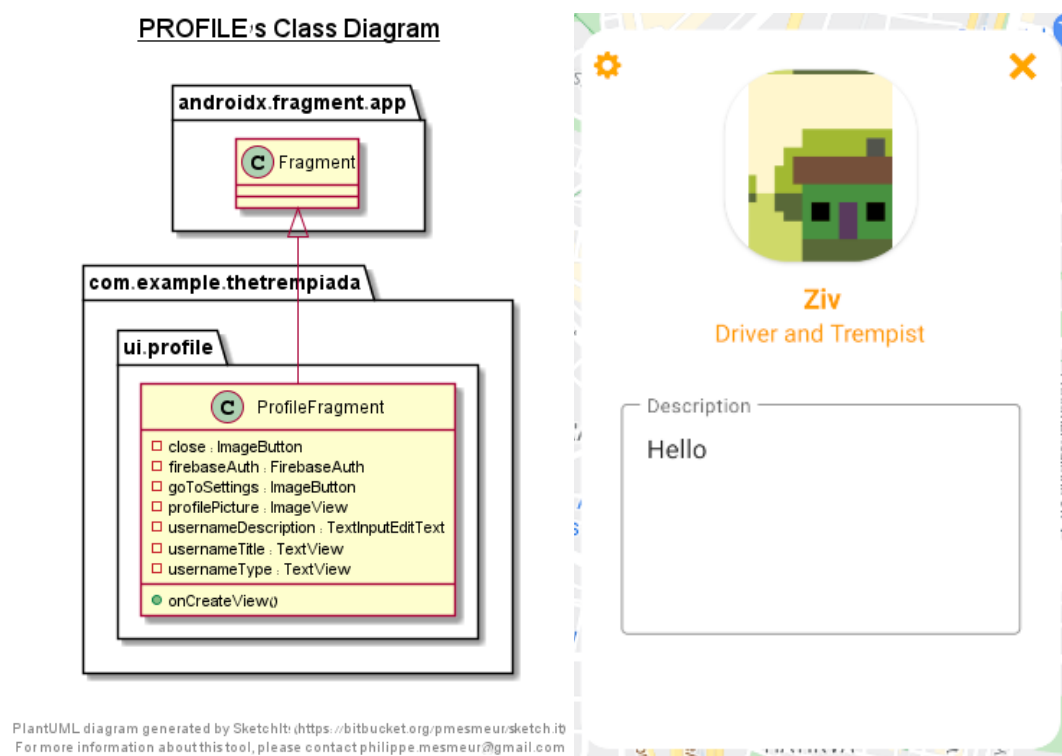 PROFILE's Class Diagram
androidx.fragment.app
C Fragment
com.example.thetrempiada
ui.profile
C ProfileFragment
close : ImageButton
firebaseAuth : FirebaseAuth
goToSettings : ImageButton
profilePicture : ImageView
usernameDescription : TextInputEditText
usernameTitle : TextView
usernameType : TextView
onCreateView()
PlantUML diagram generated by SketchIt! (https://bitbucket.org/pmesmeur/sketch.it)
For more information about this tool, please contact philippe.mesmeur@gmail.com
Ziv
Driver and Trempist
Description
Hello